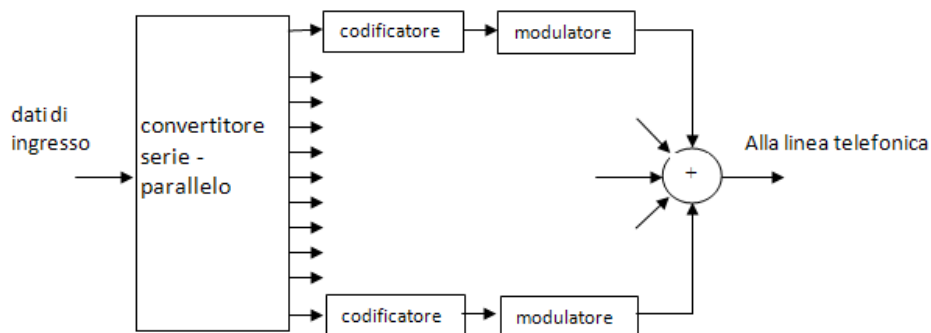 codificatore
modulatore
dati di
ingresso
convertitore
serie -
parallelo
+
Alla linea telefonica
codificatore
modulatore